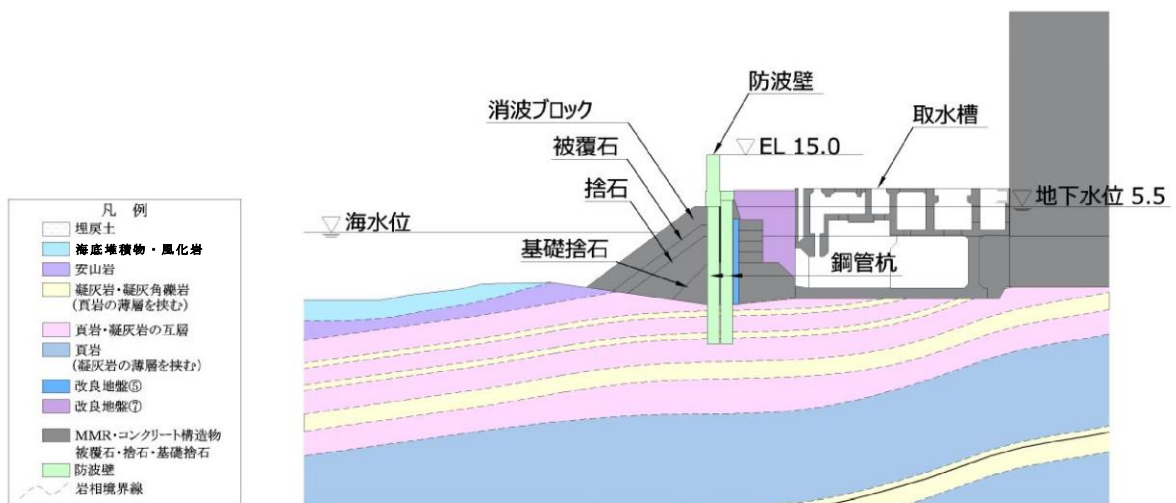 防波壁
消波ブロック
取水槽
被覆石
EL 15.0
捨石
地下水位 5.5
海水位
基礎捨石
鋼管杭
凡 例
埋戻土
海底堆積物・風化岩
安山岩
凝灰岩・凝灰角礫岩
(頁岩の薄層を挟む)
頁岩・凝灰岩の互層
頁岩
(凝灰岩の薄層を挟む)
改良地盤⑤
改良地盤⑦
MMR・コンクリート構造物
被覆石・捨石・基礎捨石
防波壁
岩相境界線